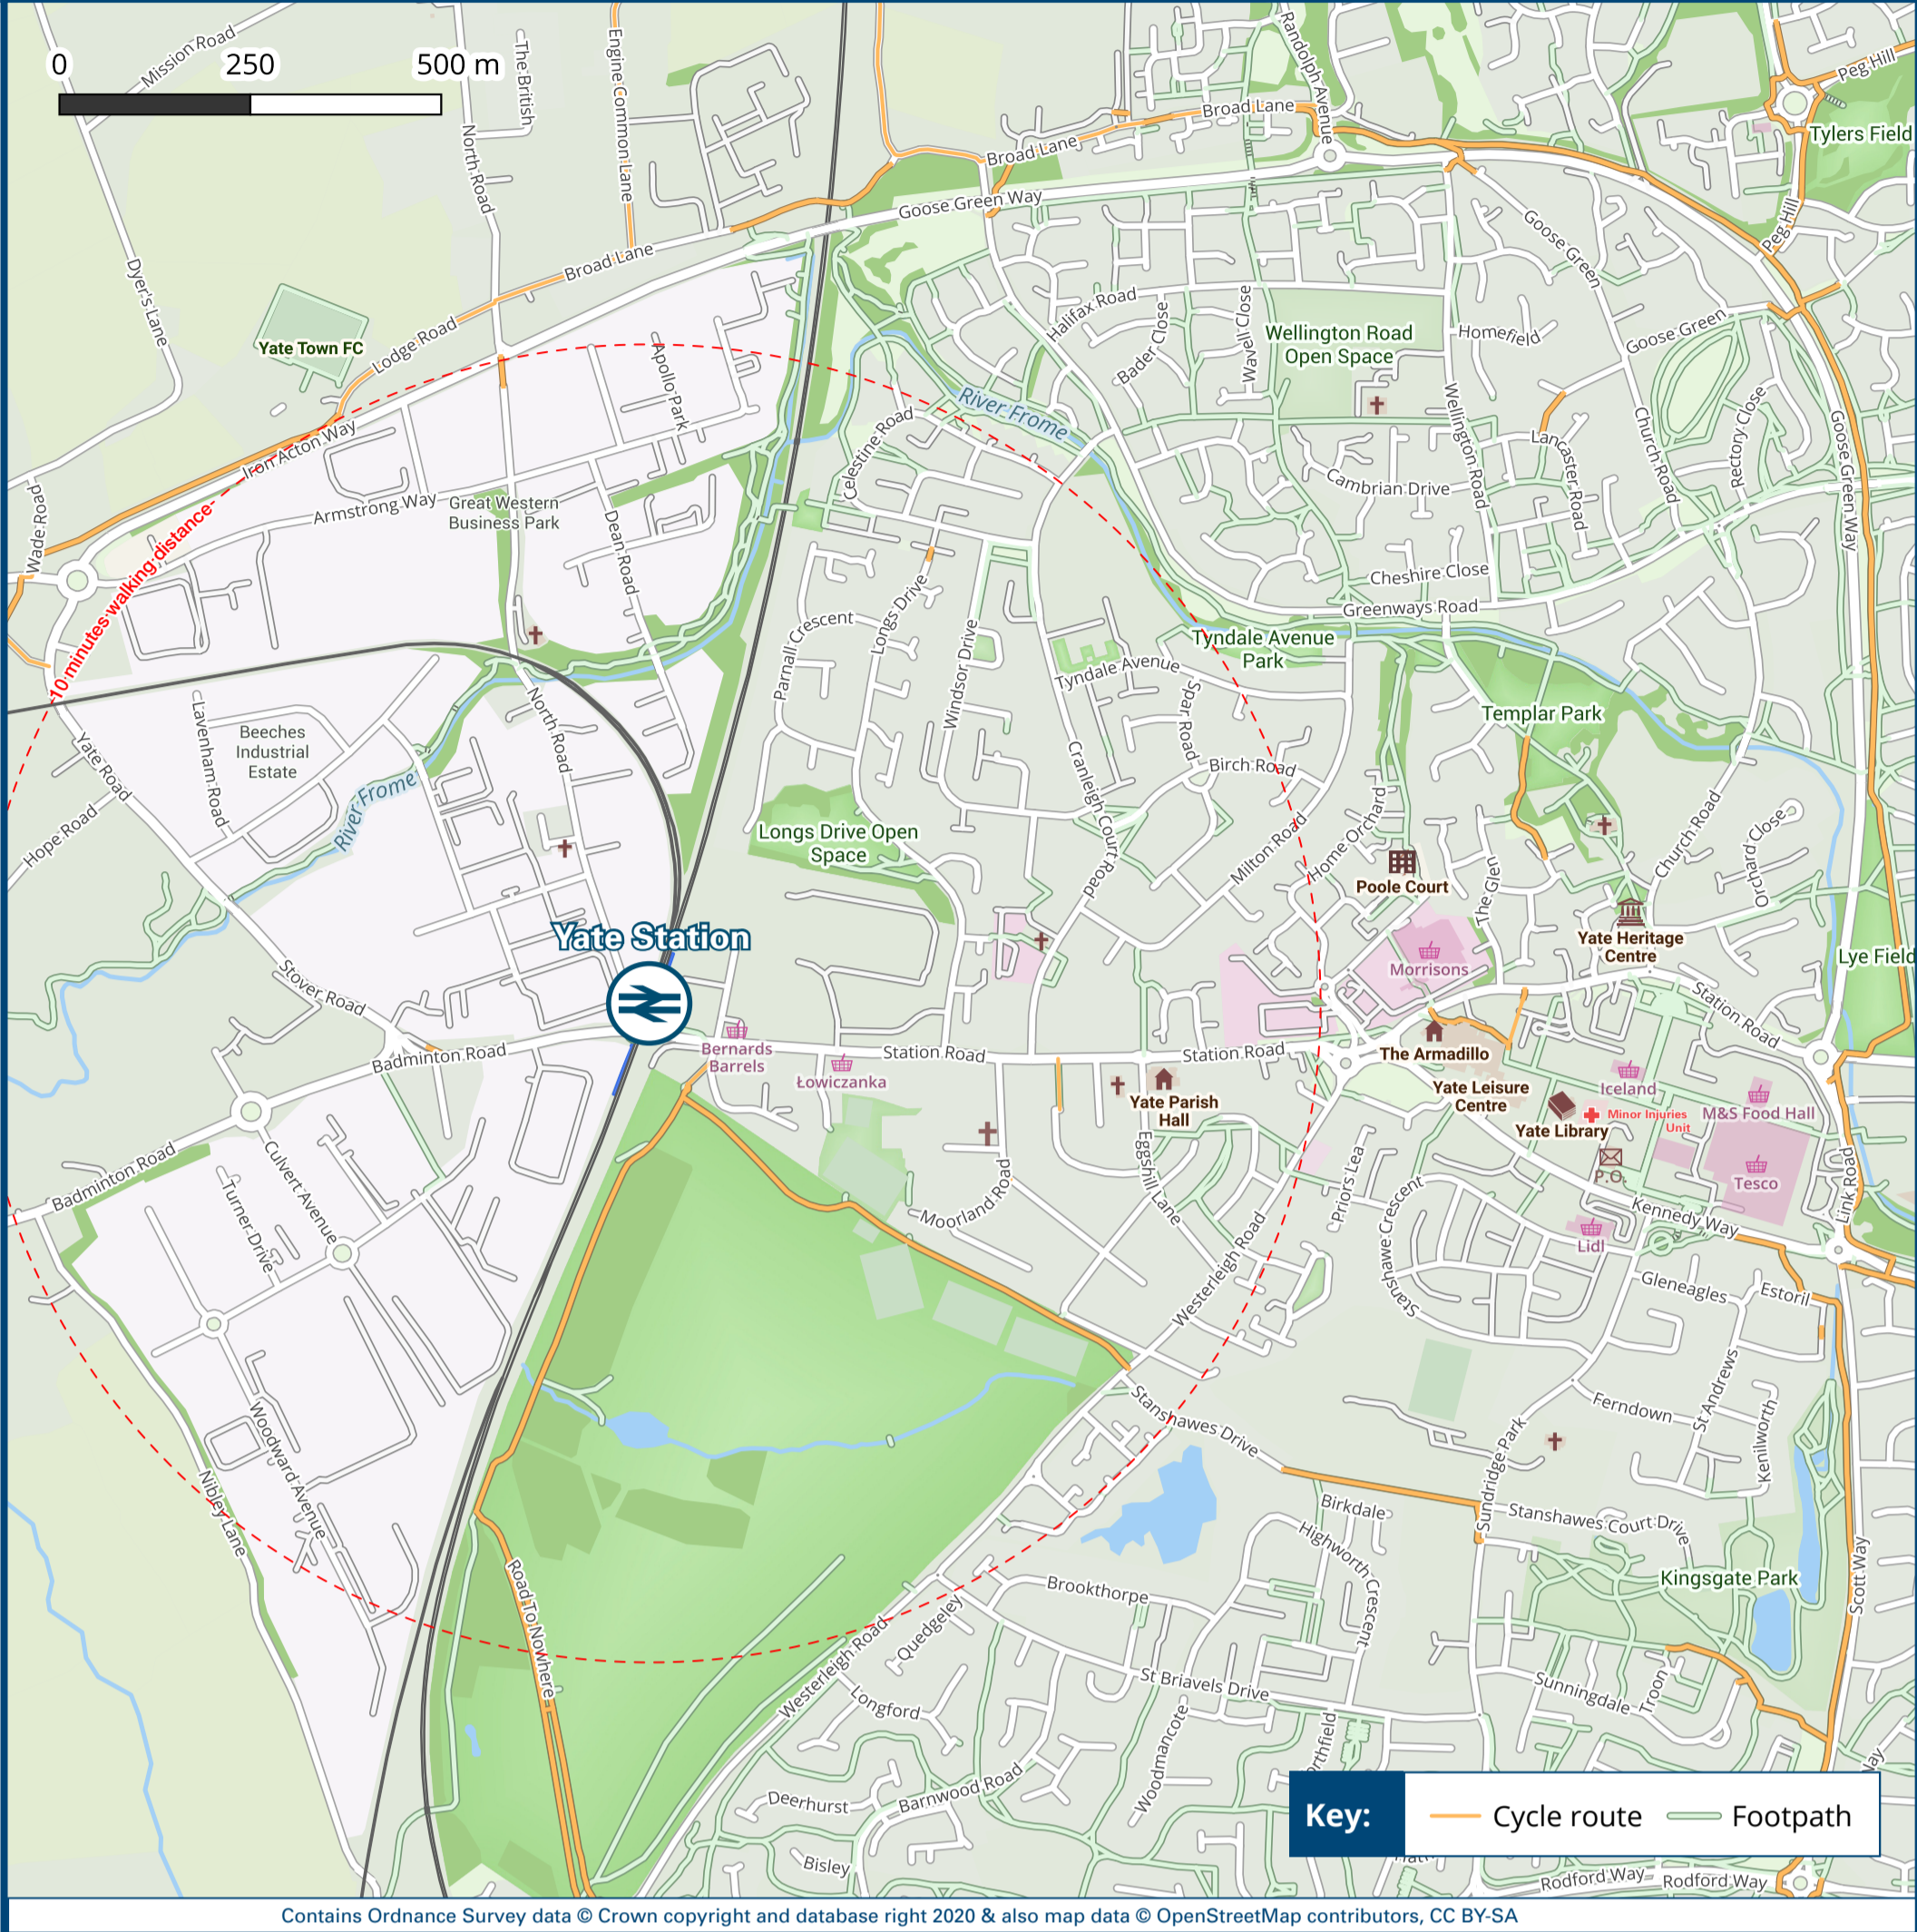 0 250 500 m
Mission Road
The British
Engine Common Lane
North Road
Randolph Avenue
Peg Hill
Broad Lane
Broad Lane
Tylers Field
Goose Green Way
Goose Green
Peg Hill
Dyer's Lane
Broad Lane
Halifax Road
Bader Close
Wavell Close
Wellington Road
Open Space
Homefield
Goose Green
Yate Town FC
Lodge Road
Apollo Park
River Frome
Wellington Road
Lancaster Road
Church Road
Rectory Close
Goose Green Way
Iron Acton Way
Celestine Road
Cambrian Drive
Wade Road
Armstrong Way
Great Western
Business Park
Dean Road
10 minutes walking distance
Cheshire Close
Greenways Road
Parnall Crescent
Longs Drive
Windsor Drive
Tyndale Avenue
Park
Tyndale Avenue
Spar Road
Templar Park
Lavenham Road
Beeches
Industrial
Estate
North Road
Yate Road
River Frome
Hope Road
Birch Road
Cranleigh Court Road
Longs Drive Open
Space
Milton Road
Home Orchard
Poole Court
The Glen
Church Road
Orchard Close
Yate Heritage
Centre
Lye Field
Yate Station
Morrisons
Stover Road
Station Road
Badminton Road
Bernards
Barrels
Łowiczanka
Station Road
Station Road
The Armadillo
Yate Leisure
Centre
Iceland
M&S Food Hall
Minor Injuries
Unit
Yate Library
Yate Parish
Hall
P.O.
Tesco
Badminton Road
Culvert Avenue
Turner Drive
Moorland Road
Eggshill Lane
Priors Lea
Stanshawe Crescent
Westerleigh Road
Lidl
Kennedy Way
Link Road
Gleneagles
Estoril
Stanshawes Drive
Ferndown
St Andrews
Kenilworth
Woodward Avenue
Nibley Lane
Sundridge Park
Birkdale
Stanshawes Court Drive
Highworth Crescent
Kingsgate Park
Scott Way
Road To Nowhere
Brookthorpe
Quedgeley
Westerleigh Road
St Briavels Drive
Sunningdale
Troon
Longford
Woodmancote
Deerhurst
Barnwood Road
Bisley
Key: Cycle route Footpath
Rodford Way
Rodford Way
Contains Ordnance Survey data © Crown copyright and database right 2020 & also map data © OpenStreetMap contributors, CC BY-SA